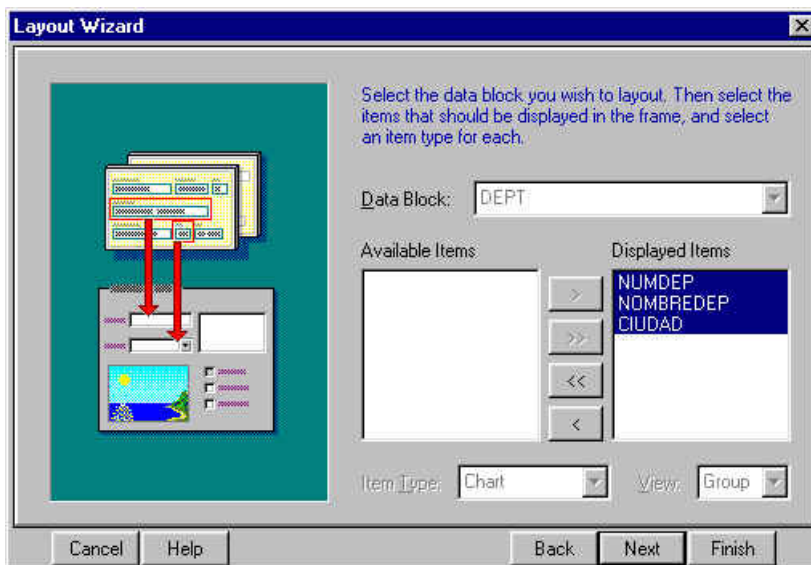 Layout Wizard
Select the data block you wish to layout. Then select the
items that should be displayed in the frame, and select
an item type for each.
Data Block: DEPT
Available Items Displayed Items
NUMDEP
NOMBREDEP
CIUDAD
>
>>
<<
<
Item Type: Chart View: Group
Cancel Help Back Next Finish